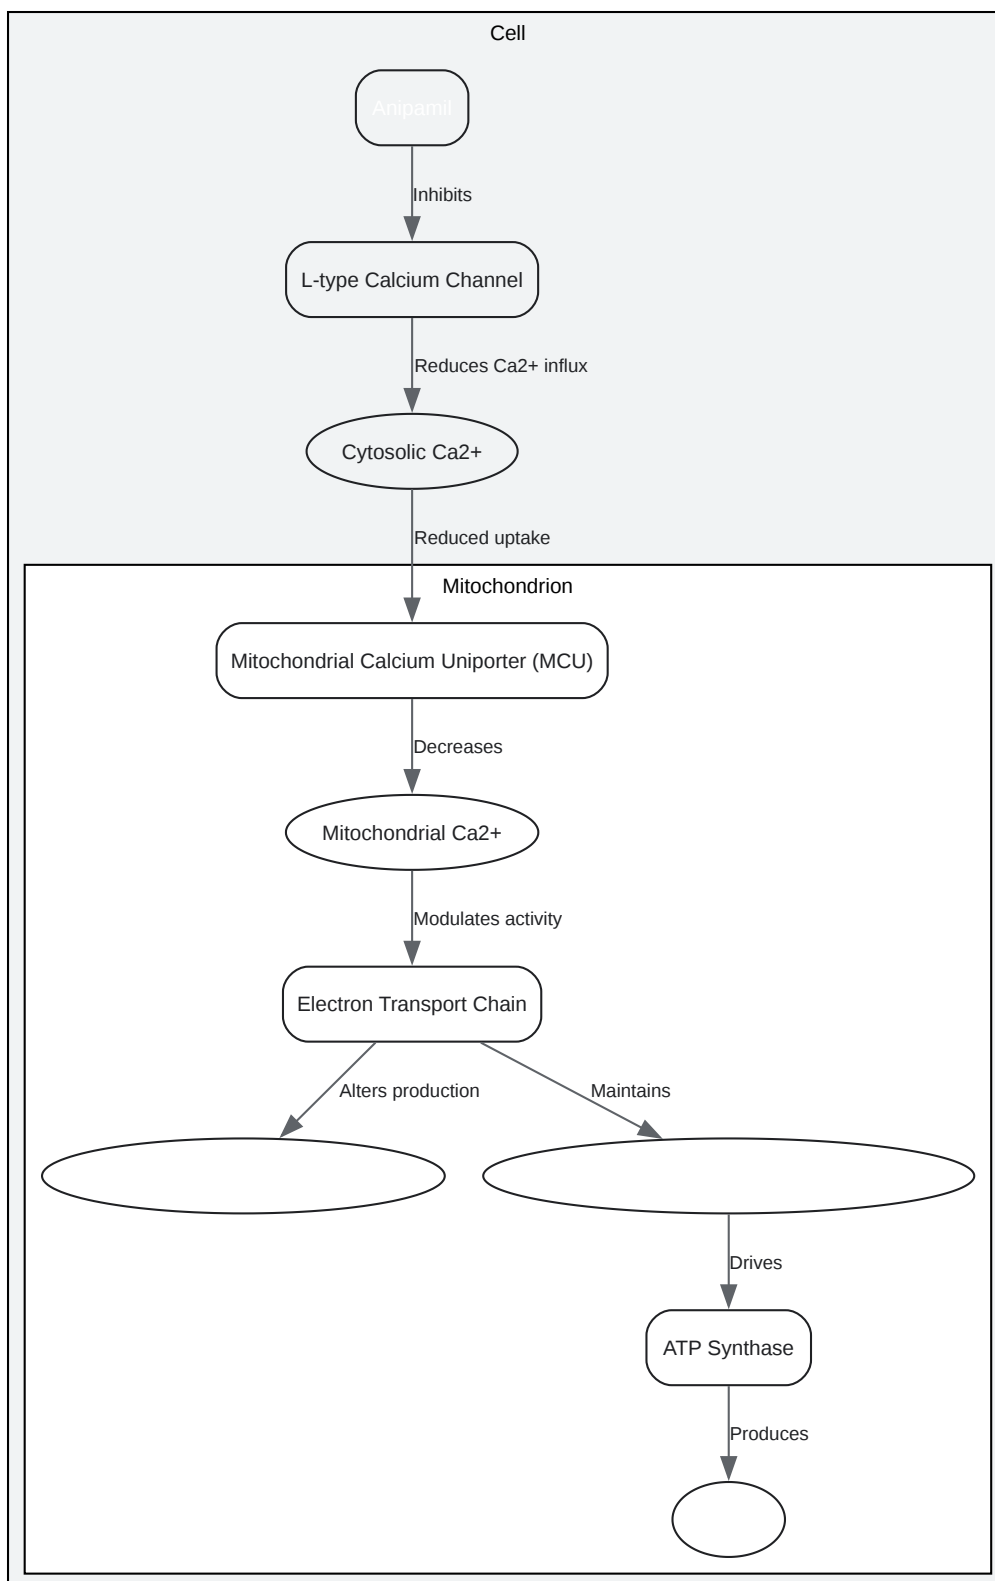 Cell
Anipamil
Inhibits
L-type Calcium Channel
Reduces Ca2+ influx
Cytosolic Ca2+
Reduced uptake
Mitochondrion
Mitochondrial Calcium Uniporter (MCU)
Decreases
Mitochondrial Ca2+
Modulates activity
Electron Transport Chain
Alters production
Maintains
Drives
ATP Synthase
Produces